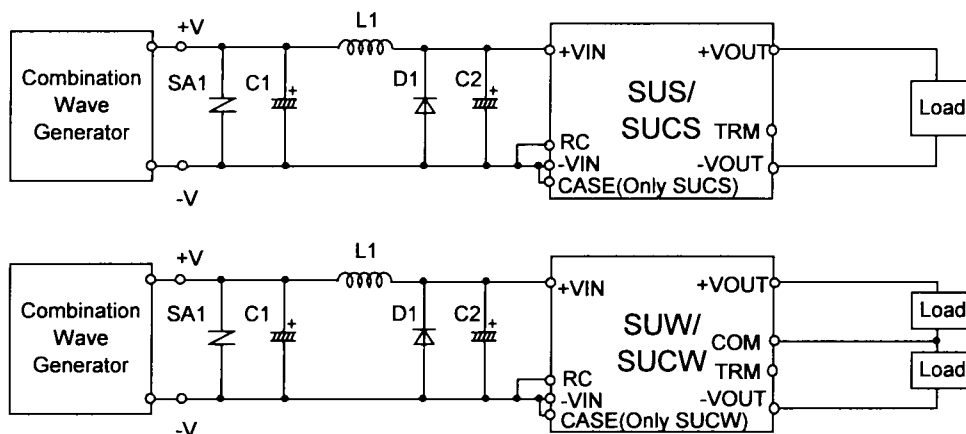 +V
L1
+VIN
+VOUT
Combination
Wave
Generator
SA1
C1
+
D1
C2
+
SUS/
SUCS
Load
TRM
RC
-VIN
-VOUT
CASE(Only SUCS)
-V
+V
L1
+VIN
+VOUT
Combination
Wave
Generator
SA1
C1
+
D1
C2
+
SUW/
SUCW
Load
COM
Load
TRM
RC
-VIN
-VOUT
CASE(Only SUCW)
-V